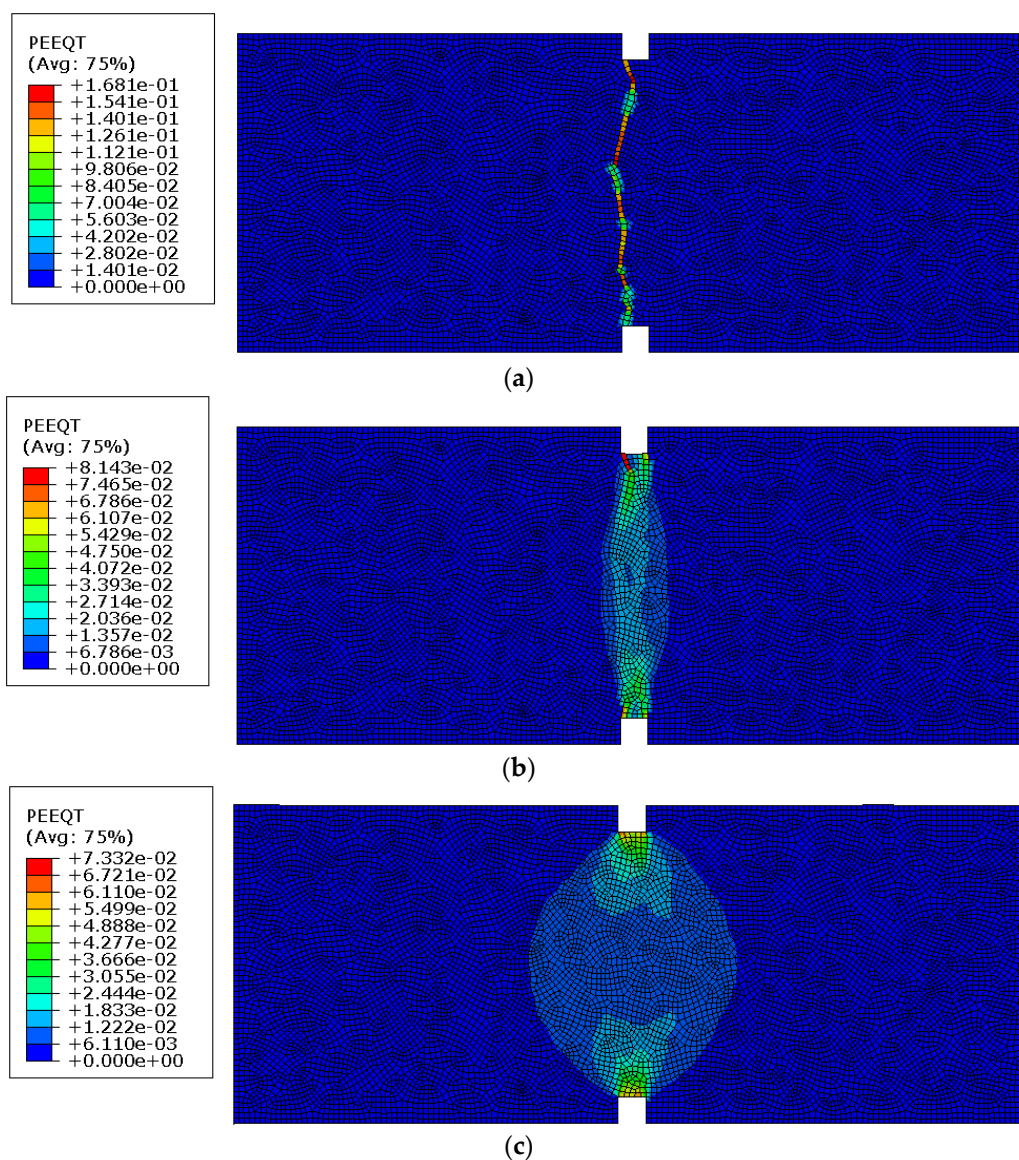 PEEQT
(Avg: 75%)
+1.681e-01
+1.541e-01
+1.401e-01
+1.261e-01
+1.121e-01
+9.806e-02
+8.405e-02
+7.004e-02
+5.603e-02
+4.202e-02
+2.802e-02
+1.401e-02
+0.000e+00
(a)
PEEQT
(Avg: 75%)
+8.143e-02
+7.465e-02
+6.786e-02
+6.107e-02
+5.429e-02
+4.750e-02
+4.072e-02
+3.393e-02
+2.714e-02
+2.036e-02
+1.357e-02
+6.786e-03
+0.000e+00
(b)
PEEQT
(Avg: 75%)
+7.332e-02
+6.721e-02
+6.110e-02
+5.499e-02
+4.888e-02
+4.277e-02
+3.666e-02
+3.055e-02
+2.444e-02
+1.833e-02
+1.222e-02
+6.110e-03
+0.000e+00
(c)